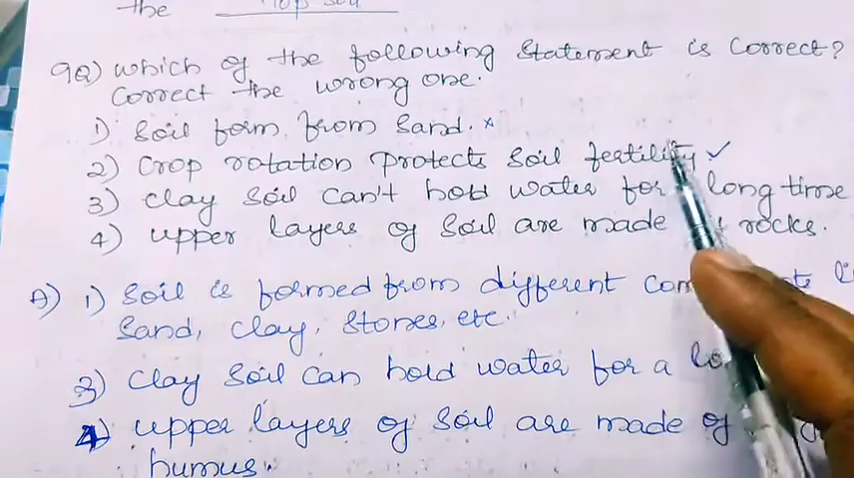 the Top soil
9Q) which of the following statement is correct?
correct the wrong one.
1) Soil form from sand. x
2) Crop rotation protects soil fertility ✓
3) clay soil can't hold water for long time
4) upper layers of soil are made rocks.
A) 1) Soil is formed from different
sand, clay, stones, etc.
3) Clay soil can hold water for a
4) upper layers of soil are made of
humus.